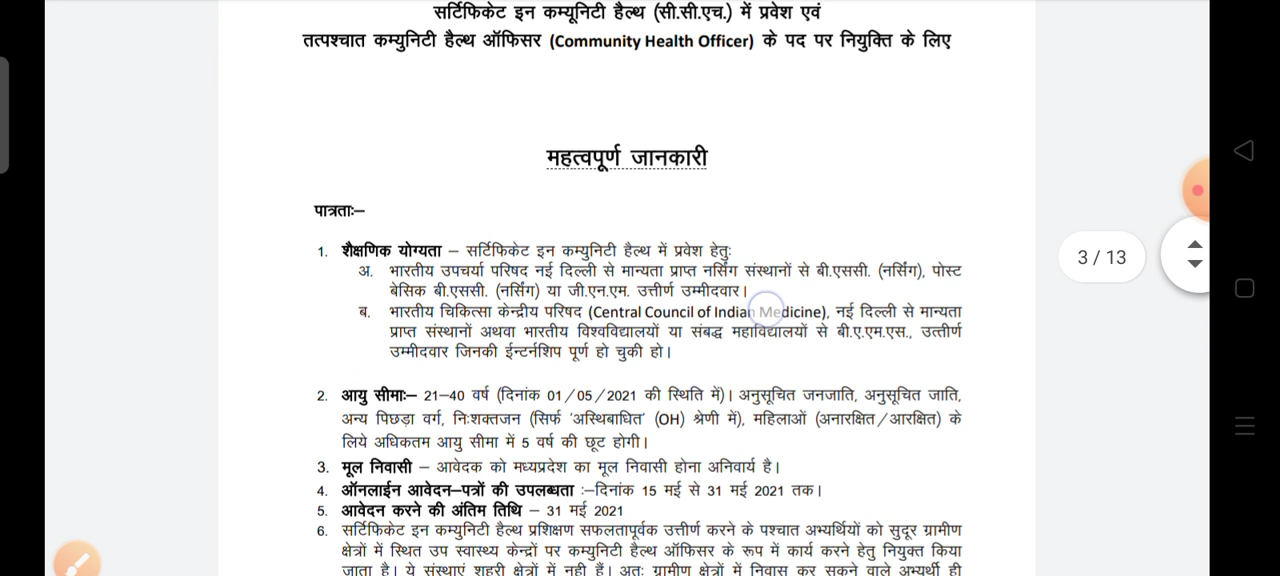 सर्टिफिकेट इन कम्यूनिटी हैल्थ (सी.सी.एच.) में प्रवेश एवं
तत्पश्चात कम्युनिटी हैल्थ ऑफिसर (Community Health Officer) के पद पर नियुक्ति के लिए
महत्वपूर्ण जानकारी
पात्रताः–
1. शैक्षणिक योग्यता – सर्टिफिकेट इन कम्युनिटी हैल्थ में प्रवेश हेतुः
अ. भारतीय उपचर्या परिषद नई दिल्ली से मान्यता प्राप्त नर्सिंग संस्थानों से बी.एससी. (नर्सिंग), पोस्ट
बेसिक बी.एससी. (नर्सिंग) या जी.एन.एम. उत्तीर्ण उम्मीदवार।
ब. भारतीय चिकित्सा केन्द्रीय परिषद (Central Council of Indian Medicine), नई दिल्ली से मान्यता
प्राप्त संस्थानों अथवा भारतीय विश्वविद्यालयों या संबद्ध महाविद्यालयों से बी.ए.एम.एस., उत्तीर्ण
उम्मीदवार जिनकी ईन्टर्नशिप पूर्ण हो चुकी हो।
2. आयु सीमाः– 21–40 वर्ष (दिनांक 01/05/2021 की स्थिति में)। अनुसूचित जनजाति, अनुसूचित जाति,
अन्य पिछड़ा वर्ग, निःशक्तजन (सिर्फ 'अस्थिबाधित' (OH) श्रेणी में), महिलाओं (अनारक्षित/आरक्षित) के
लिये अधिकतम आयु सीमा में 5 वर्ष की छूट होगी।
3. मूल निवासी – आवेदक को मध्यप्रदेश का मूल निवासी होना अनिवार्य है।
4. ऑनलाईन आवेदन–पत्रों की उपलब्धता :–दिनांक 15 मई से 31 मई 2021 तक।
5. आवेदन करने की अंतिम तिथि – 31 मई 2021
6. सर्टिफिकेट इन कम्युनिटी हैल्थ प्रशिक्षण सफलतापूर्वक उत्तीर्ण करने के पश्चात अभ्यर्थियों को सुदूर ग्रामीण
क्षेत्रों में स्थित उप स्वास्थ्य केन्द्रों पर कम्युनिटी हैल्थ ऑफिसर के रूप में कार्य करने हेतु नियुक्त किया
जाता है। ये संस्थाएं शहरी क्षेत्रों में नही हैं। अतः ग्रामीण क्षेत्रों में निवास कर सकने वाले अभ्यर्थी ही
3 / 13